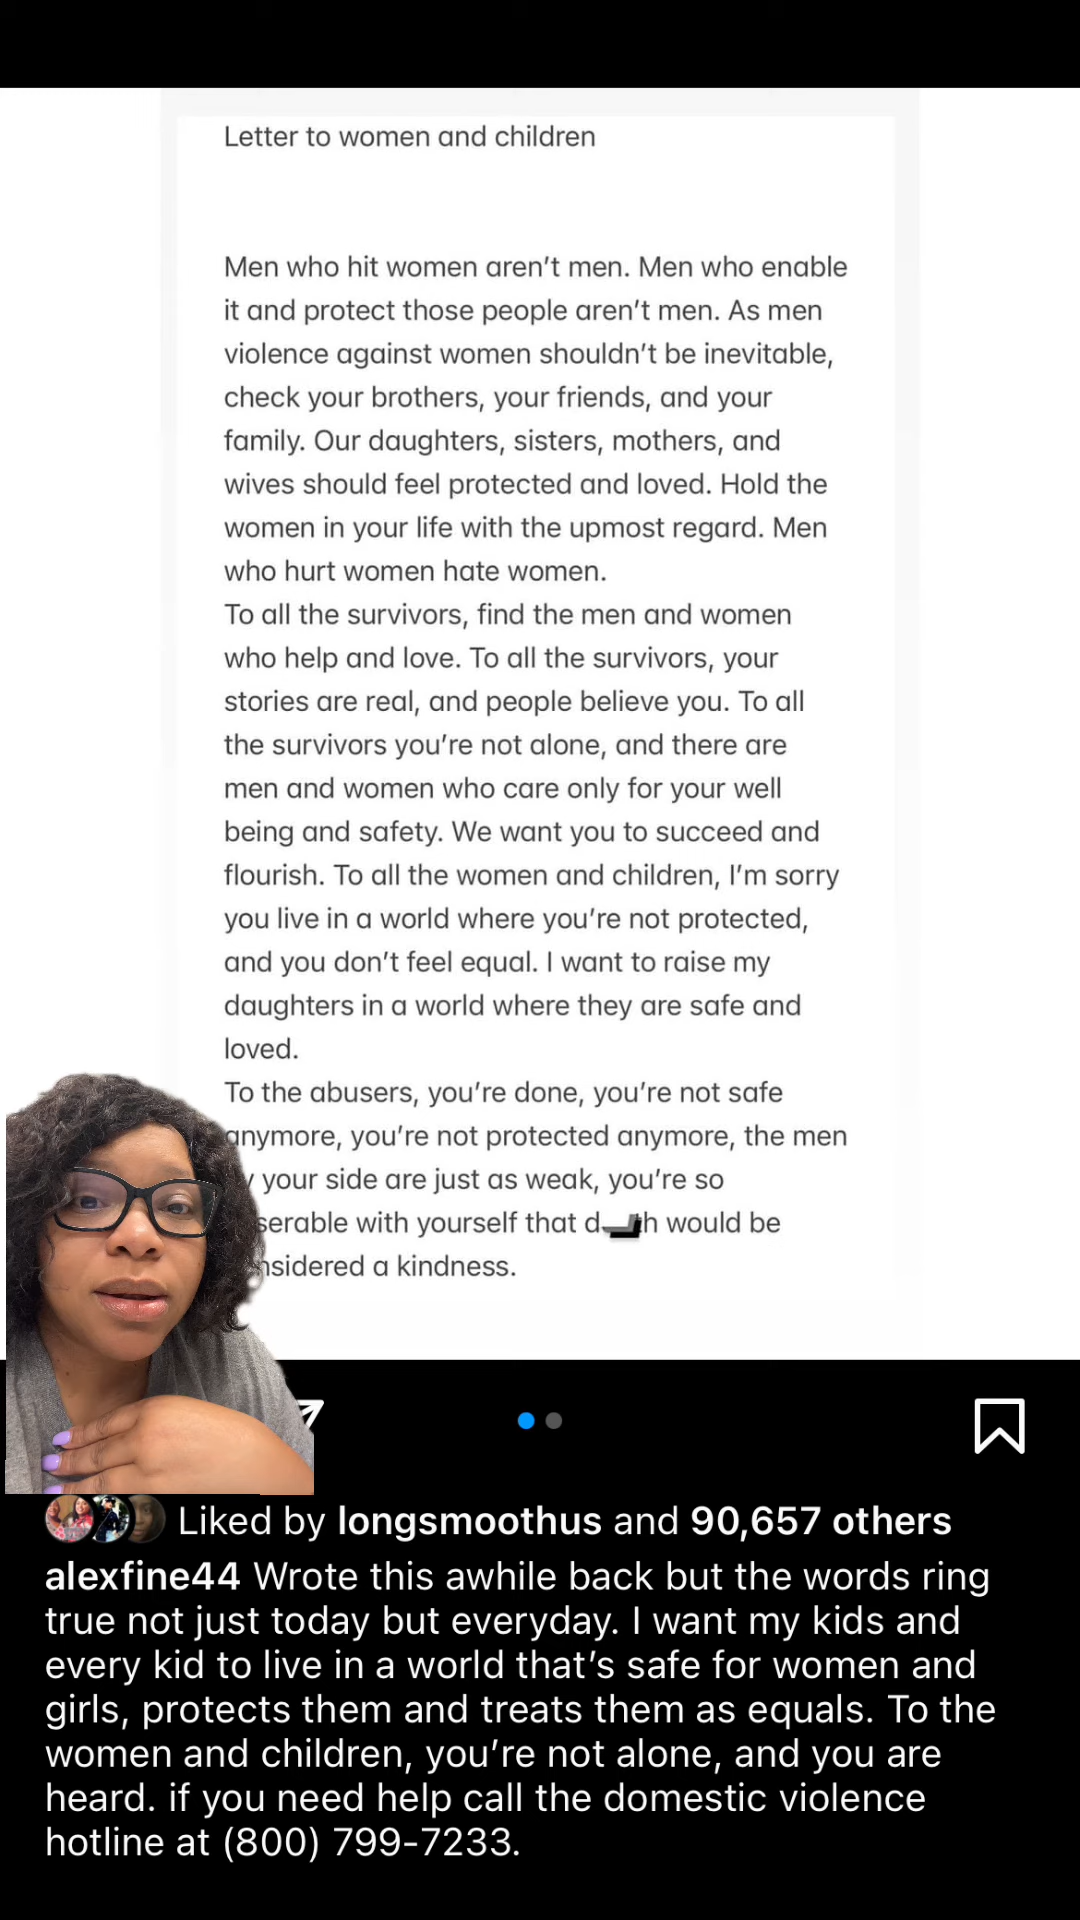 Letter to women and children
Men who hit women aren't men. Men who enable
it and protect those people aren't men. As men
violence against women shouldn't be inevitable,
check your brothers, your friends, and your
family. Our daughters, sisters, mothers, and
wives should feel protected and loved. Hold the
women in your life with the upmost regard. Men
who hurt women hate women.
To all the survivors, find the men and women
who help and love. To all the survivors, your
stories are real, and people believe you. To all
the survivors you're not alone, and there are
men and women who care only for your well
being and safety. We want you to succeed and
flourish. To all the women and children, I'm sorry
you live in a world where you're not protected,
and you don't feel equal. I want to raise my
daughters in a world where they are safe and
loved.
To the abusers, you're done, you're not safe
anymore, you're not protected anymore, the men
your side are just as weak, you're so
with yourself that would be
a kindness.
Liked by longsmoothus and 90,657 others
alexfine44 Wrote this awhile back but the words ring
true not just today but everyday. I want my kids and
every kid to live in a world that's safe for women and
girls, protects them and treats them as equals. To the
women and children, you're not alone, and you are
heard. if you need help call the domestic violence
hotline at (800) 799-7233.